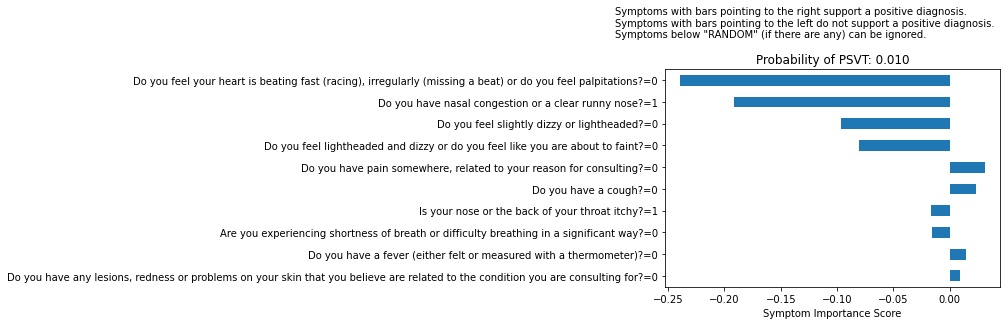 Symptoms with bars pointing to the right support a positive diagnosis.
Symptoms with bars pointing to the left do not support a positive diagnosis.
Symptoms below "RANDOM" (if there are any) can be ignored.
Probability of PSVT: 0.010
Do you feel your heart is beating fast (racing), irregularly (missing a beat) or do you feel palpitations?=0
Do you have nasal congestion or a clear runny nose?=1
Do you feel slightly dizzy or lightheaded?=0
Do you feel lightheaded and dizzy or do you feel like you are about to faint?=0
Do you have pain somewhere, related to your reason for consulting?=0
Do you have a cough?=0
Is your nose or the back of your throat itchy?=1
Are you experiencing shortness of breath or difficulty breathing in a significant way?=0
Do you have a fever (either felt or measured with a thermometer)?=0
Do you have any lesions, redness or problems on your skin that you believe are related to the condition you are consulting for?=0
−0.25 −0.20 −0.15 −0.10 −0.05 0.00
Symptom Importance Score